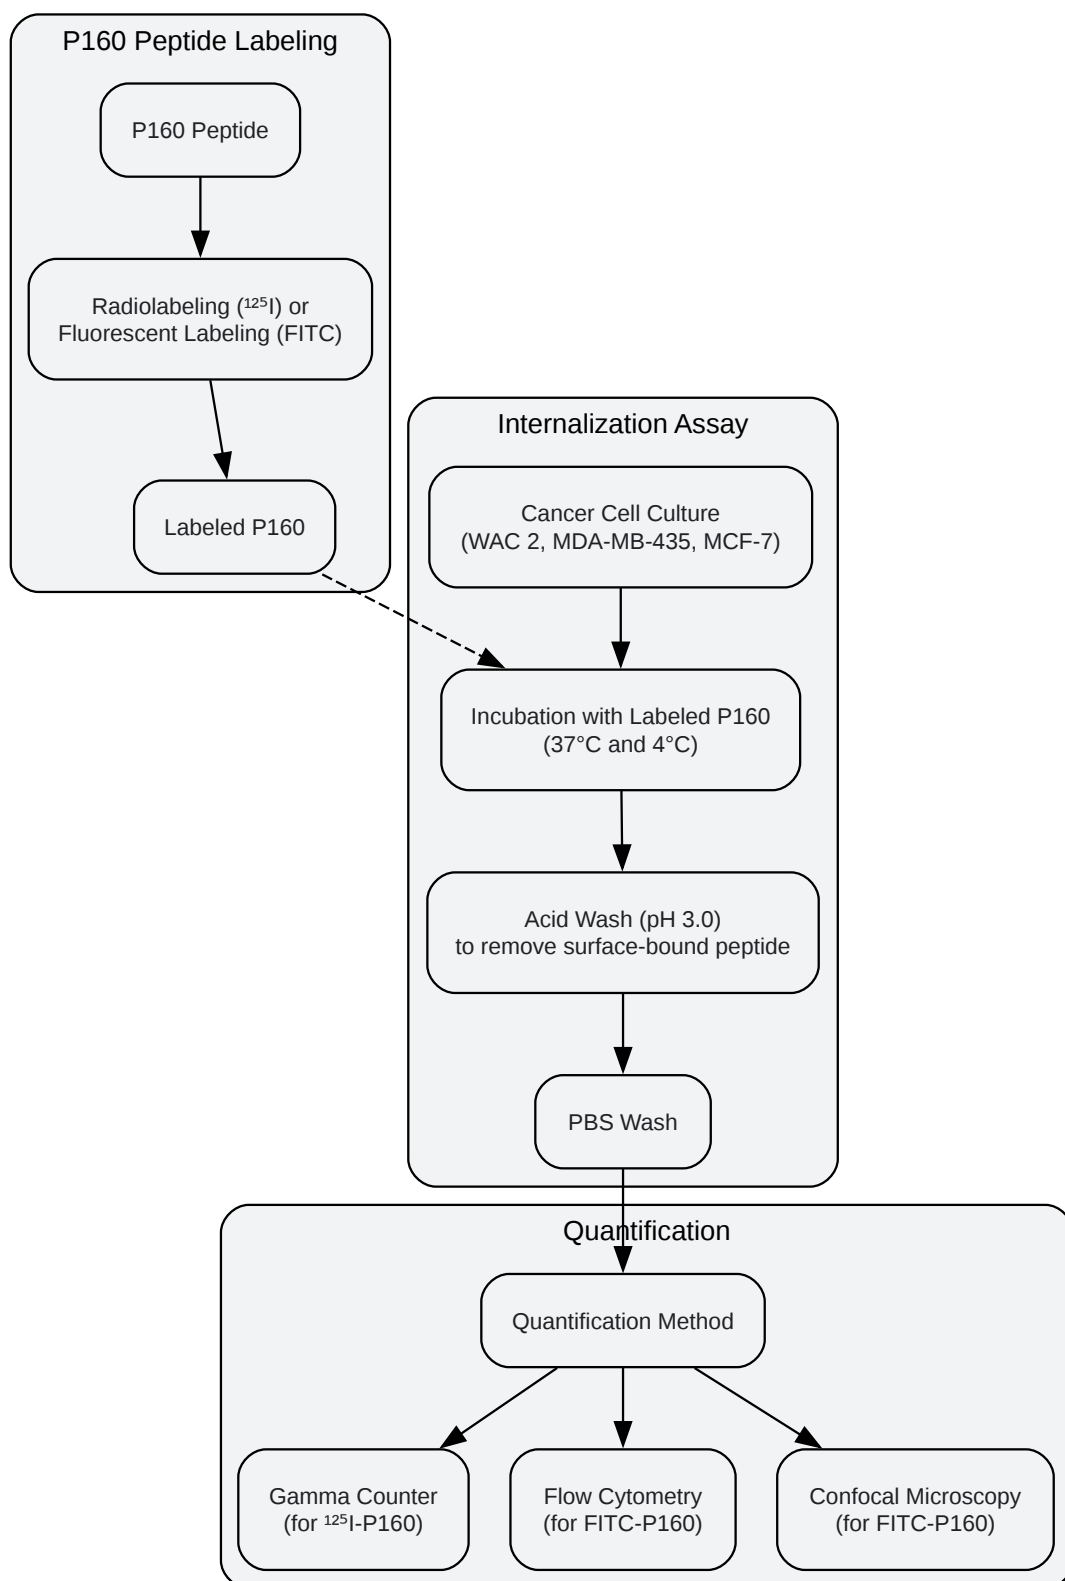 P160 Peptide Labeling
P160 Peptide
Radiolabeling (¹²⁵I) or
Fluorescent Labeling (FITC)
Labeled P160
Internalization Assay
Cancer Cell Culture
(WAC 2, MDA-MB-435, MCF-7)
Incubation with Labeled P160
(37°C and 4°C)
Acid Wash (pH 3.0)
to remove surface-bound peptide
PBS Wash
Quantification
Quantification Method
Gamma Counter
(for ¹²⁵I-P160)
Flow Cytometry
(for FITC-P160)
Confocal Microscopy
(for FITC-P160)